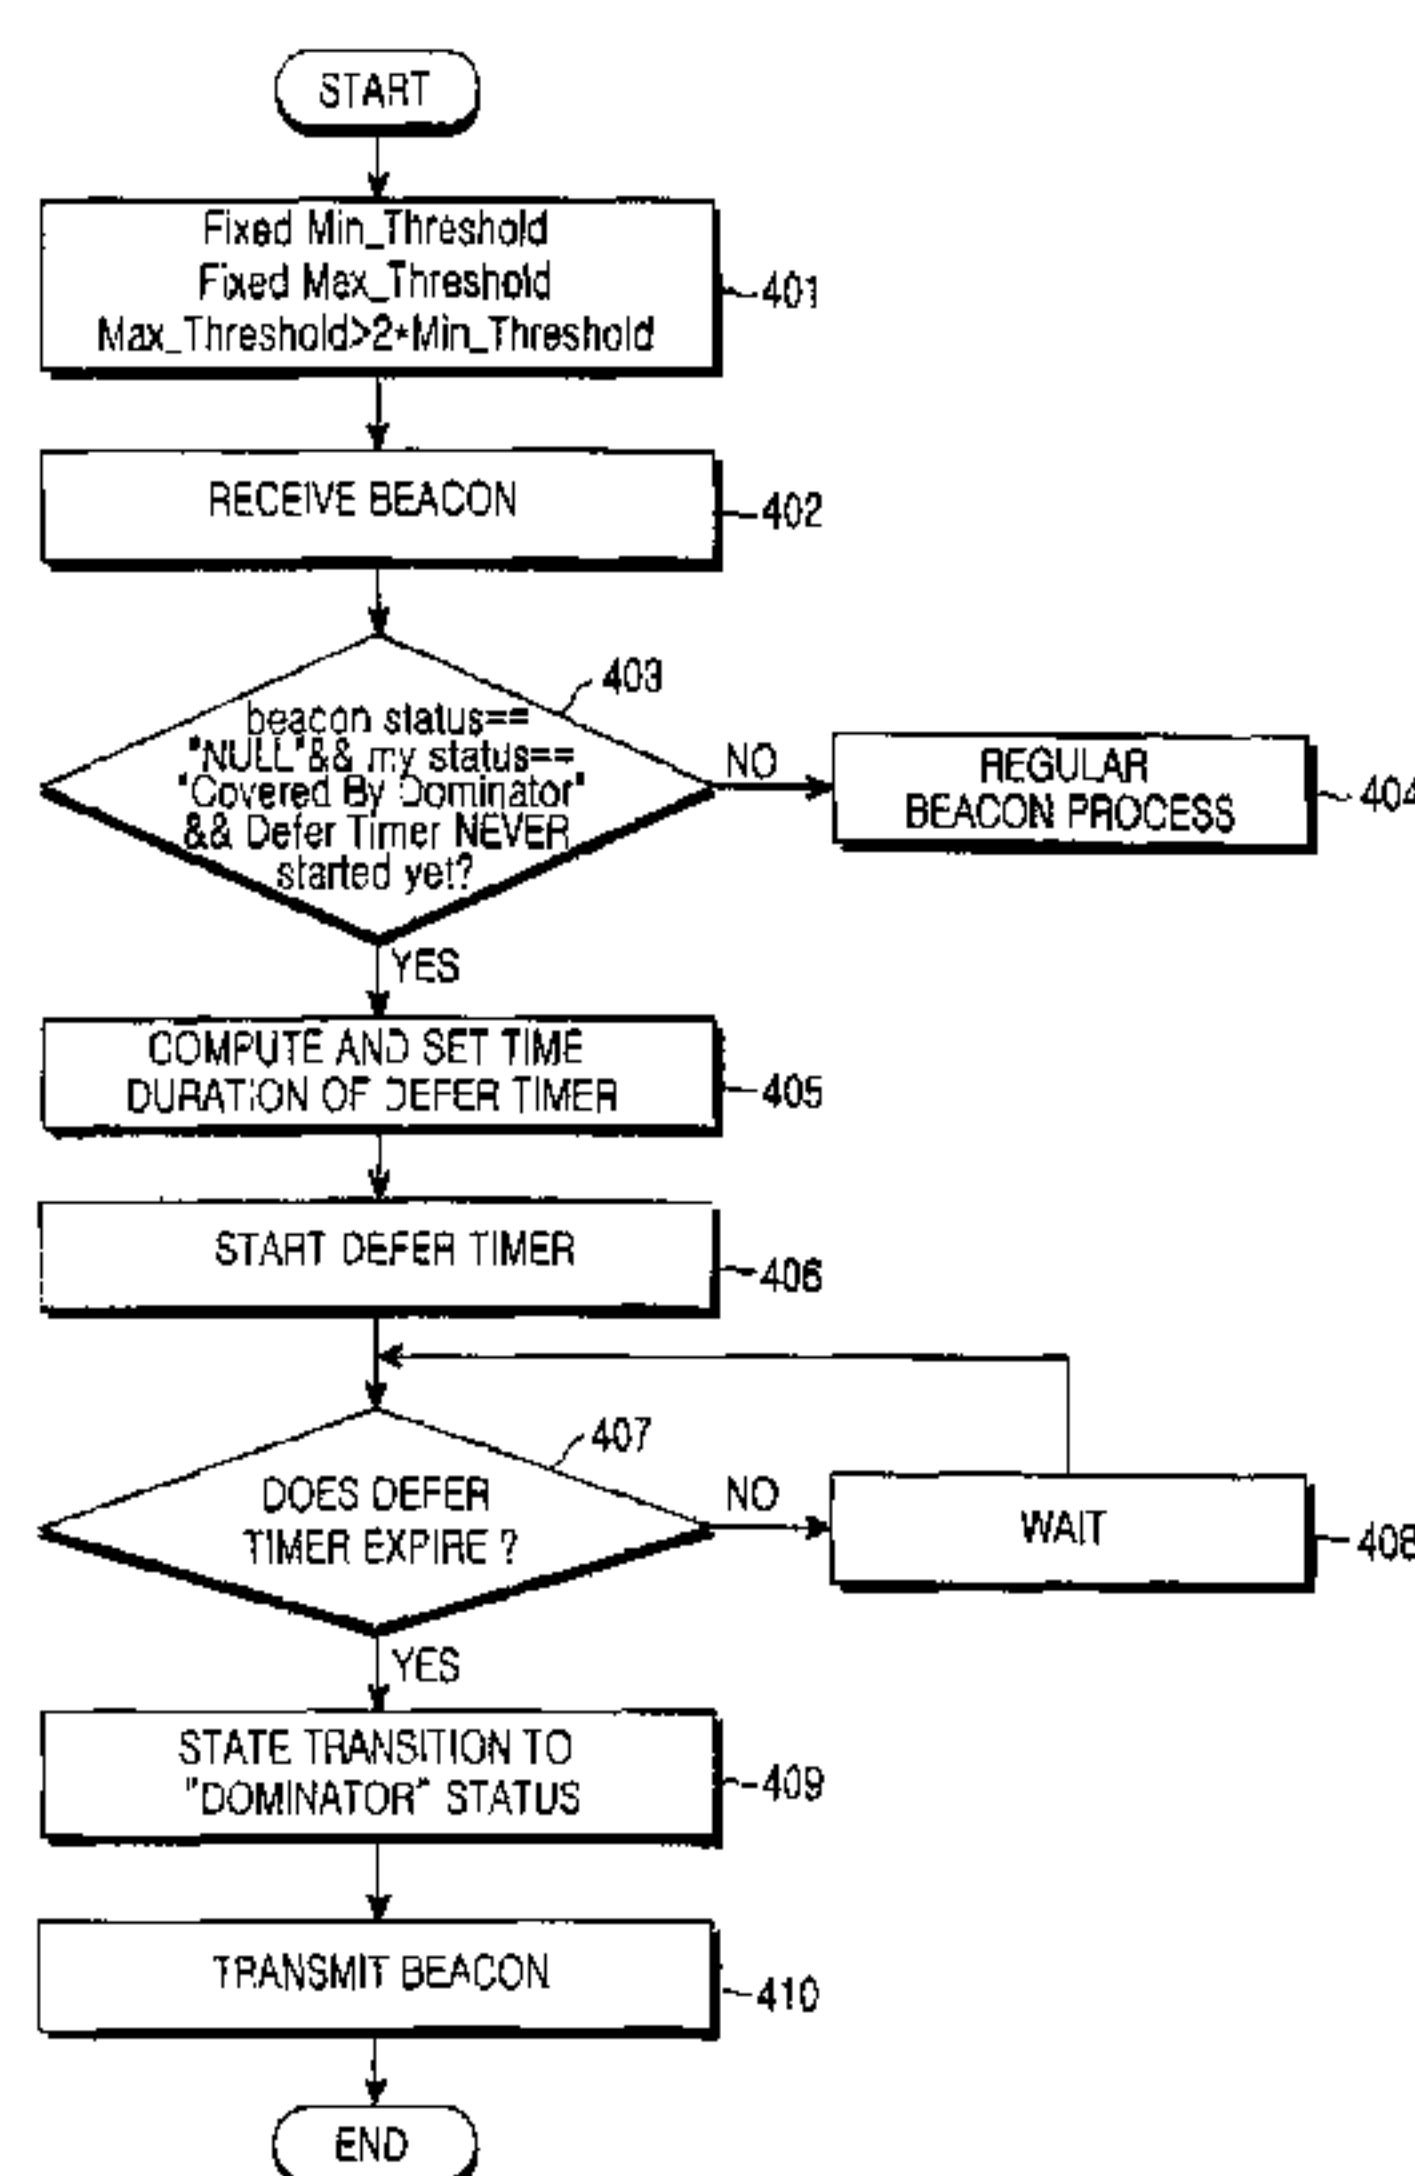 START
Fixed Min_Threshold
Fixed Max_Threshold
Max_Threshold>2*Min_Threshold
401
RECEIVE BEACON
402
403
beacon status==
"NULL"&& my status==
"Covered By Dominator"
&& Defer Timer NEVER
started yet?
NO
REGULAR
BEACON PROCESS
404
YES
COMPUTE AND SET TIME
DURATION OF DEFER TIMER
405
START DEFER TIMER
406
407
DOES DEFER
TIMER EXPIRE ?
NO
WAIT
408
YES
STATE TRANSITION TO
"DOMINATOR" STATUS
409
TRANSMIT BEACON
410
END